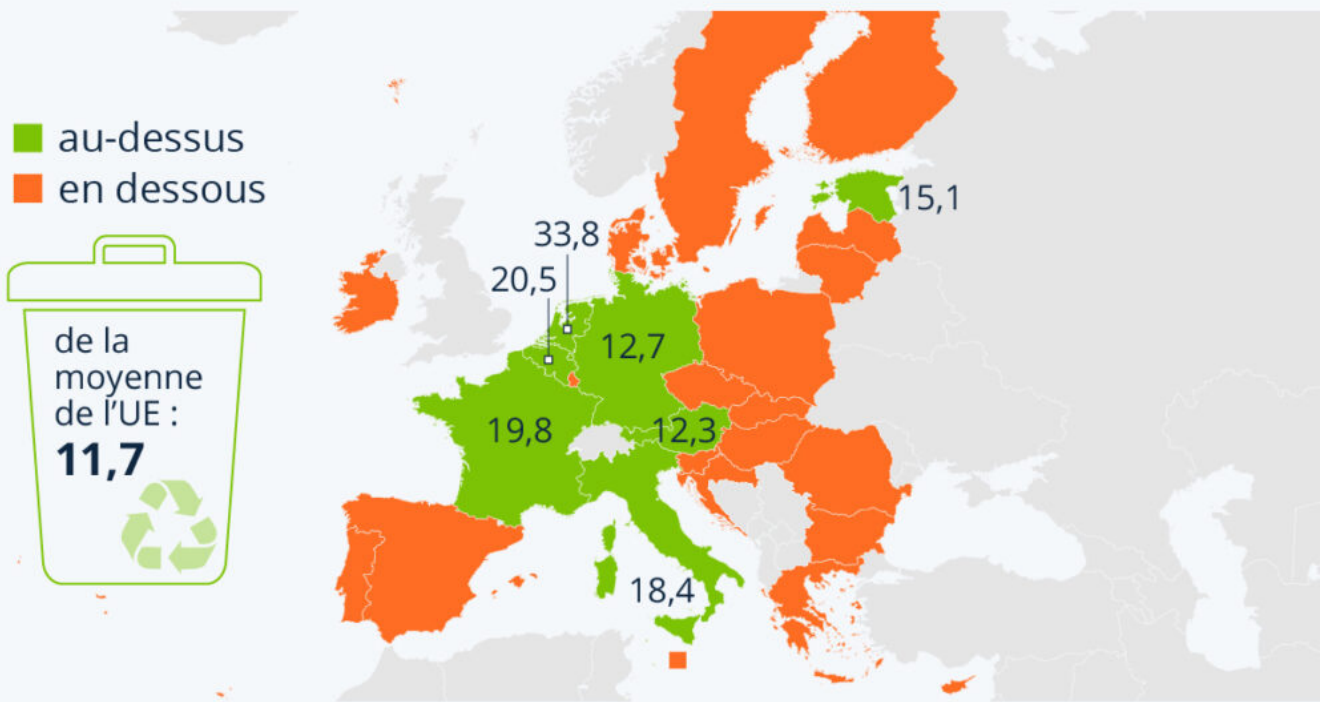 au-dessus
en dessous
de la
moyenne
de l'UE :
11,7
33,8
20,5
15,1
12,7
19,8
12,3
18,4